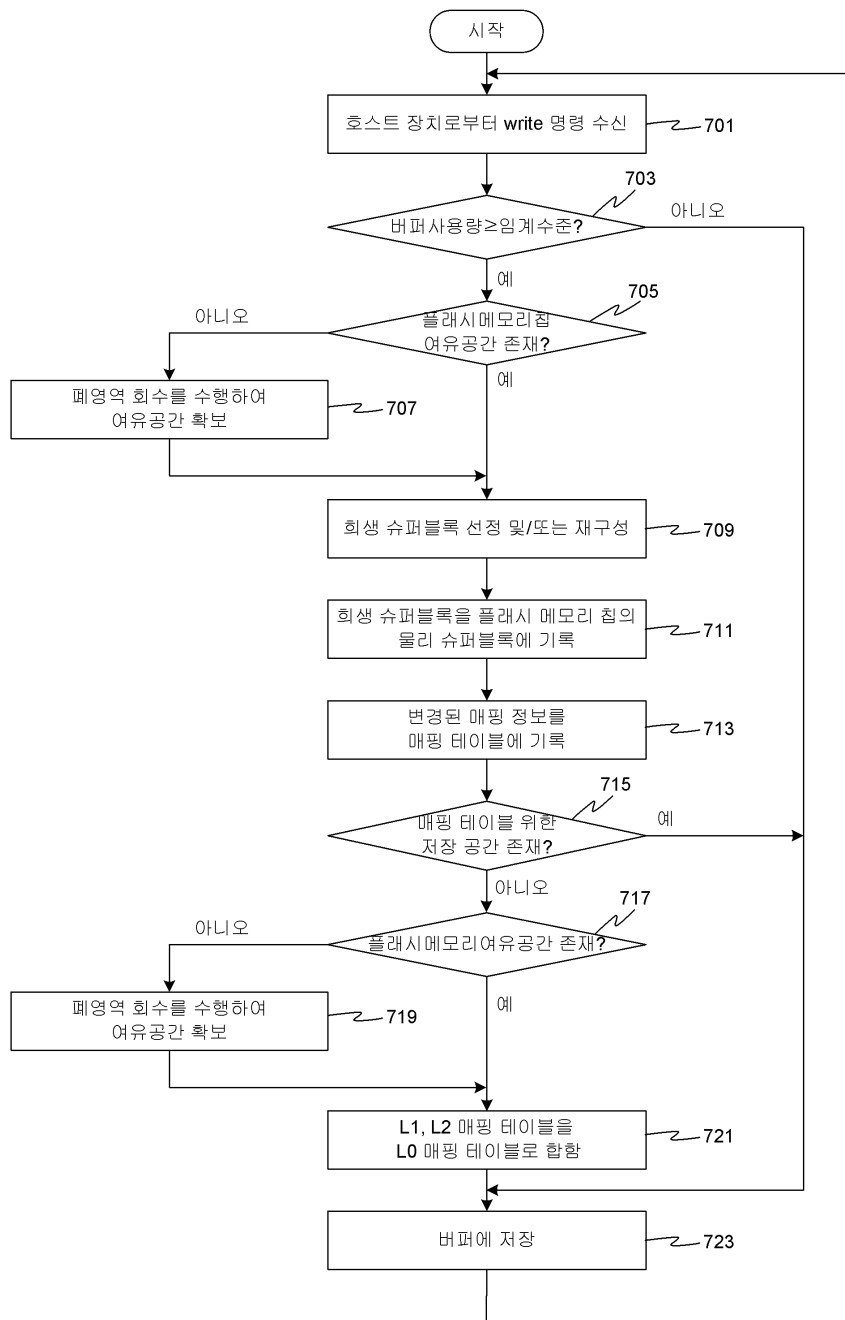 시작
호스트 장치로부터 write 명령 수신
701
703
버퍼사용량≥임계수준?
아니오
예
705
아니오
플래시메모리칩
여유공간 존재?
예
폐영역 회수를 수행하여
여유공간 확보
707
희생 슈퍼블록 선정 및/또는 재구성
709
희생 슈퍼블록을 플래시 메모리 칩의
물리 슈퍼블록에 기록
711
변경된 매핑 정보를
매핑 테이블에 기록
713
715
매핑 테이블 위한
저장 공간 존재?
예
아니오
717
아니오
플래시메모리여유공간 존재?
예
폐영역 회수를 수행하여
여유공간 확보
719
L1, L2 매핑 테이블을
L0 매핑 테이블로 합함
721
버퍼에 저장
723